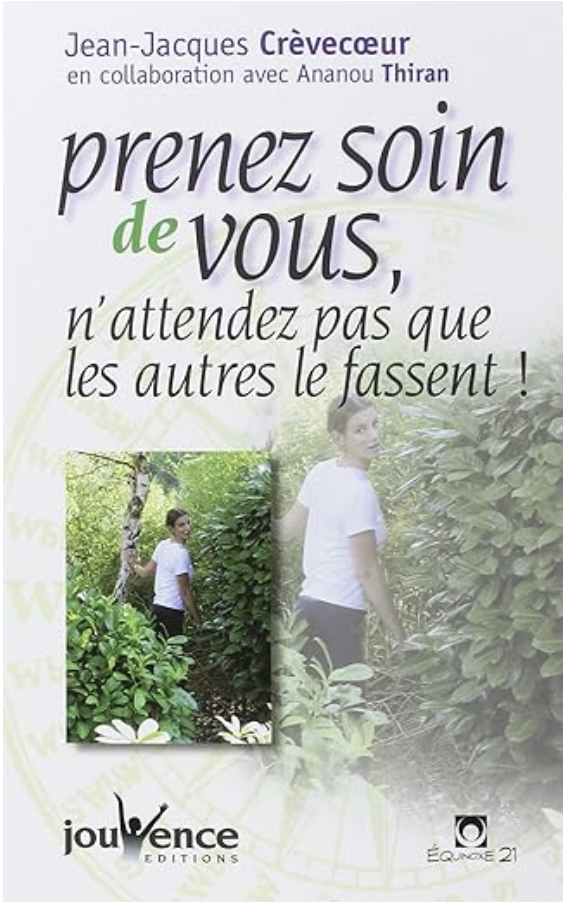 Jean-Jacques Crèvecœur
en collaboration avec Ananou Thiran
prenez soin
de vous,
n'attendez pas que
les autres le fassent !
jouvence
EDITIONS
ÉQUINOXE 21